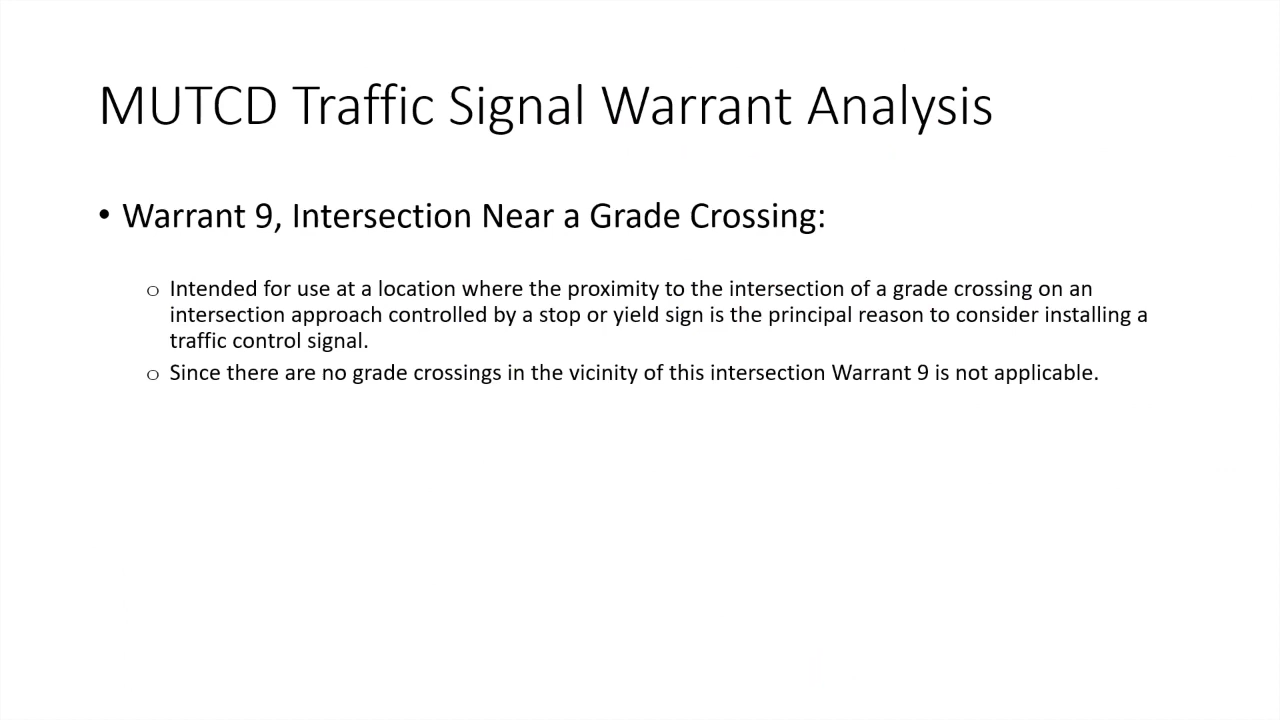 MUTCD Traffic Signal Warrant Analysis
• Warrant 9, Intersection Near a Grade Crossing:
o Intended for use at a location where the proximity to the intersection of a grade crossing on an
intersection approach controlled by a stop or yield sign is the principal reason to consider installing a
traffic control signal.
o Since there are no grade crossings in the vicinity of this intersection Warrant 9 is not applicable.